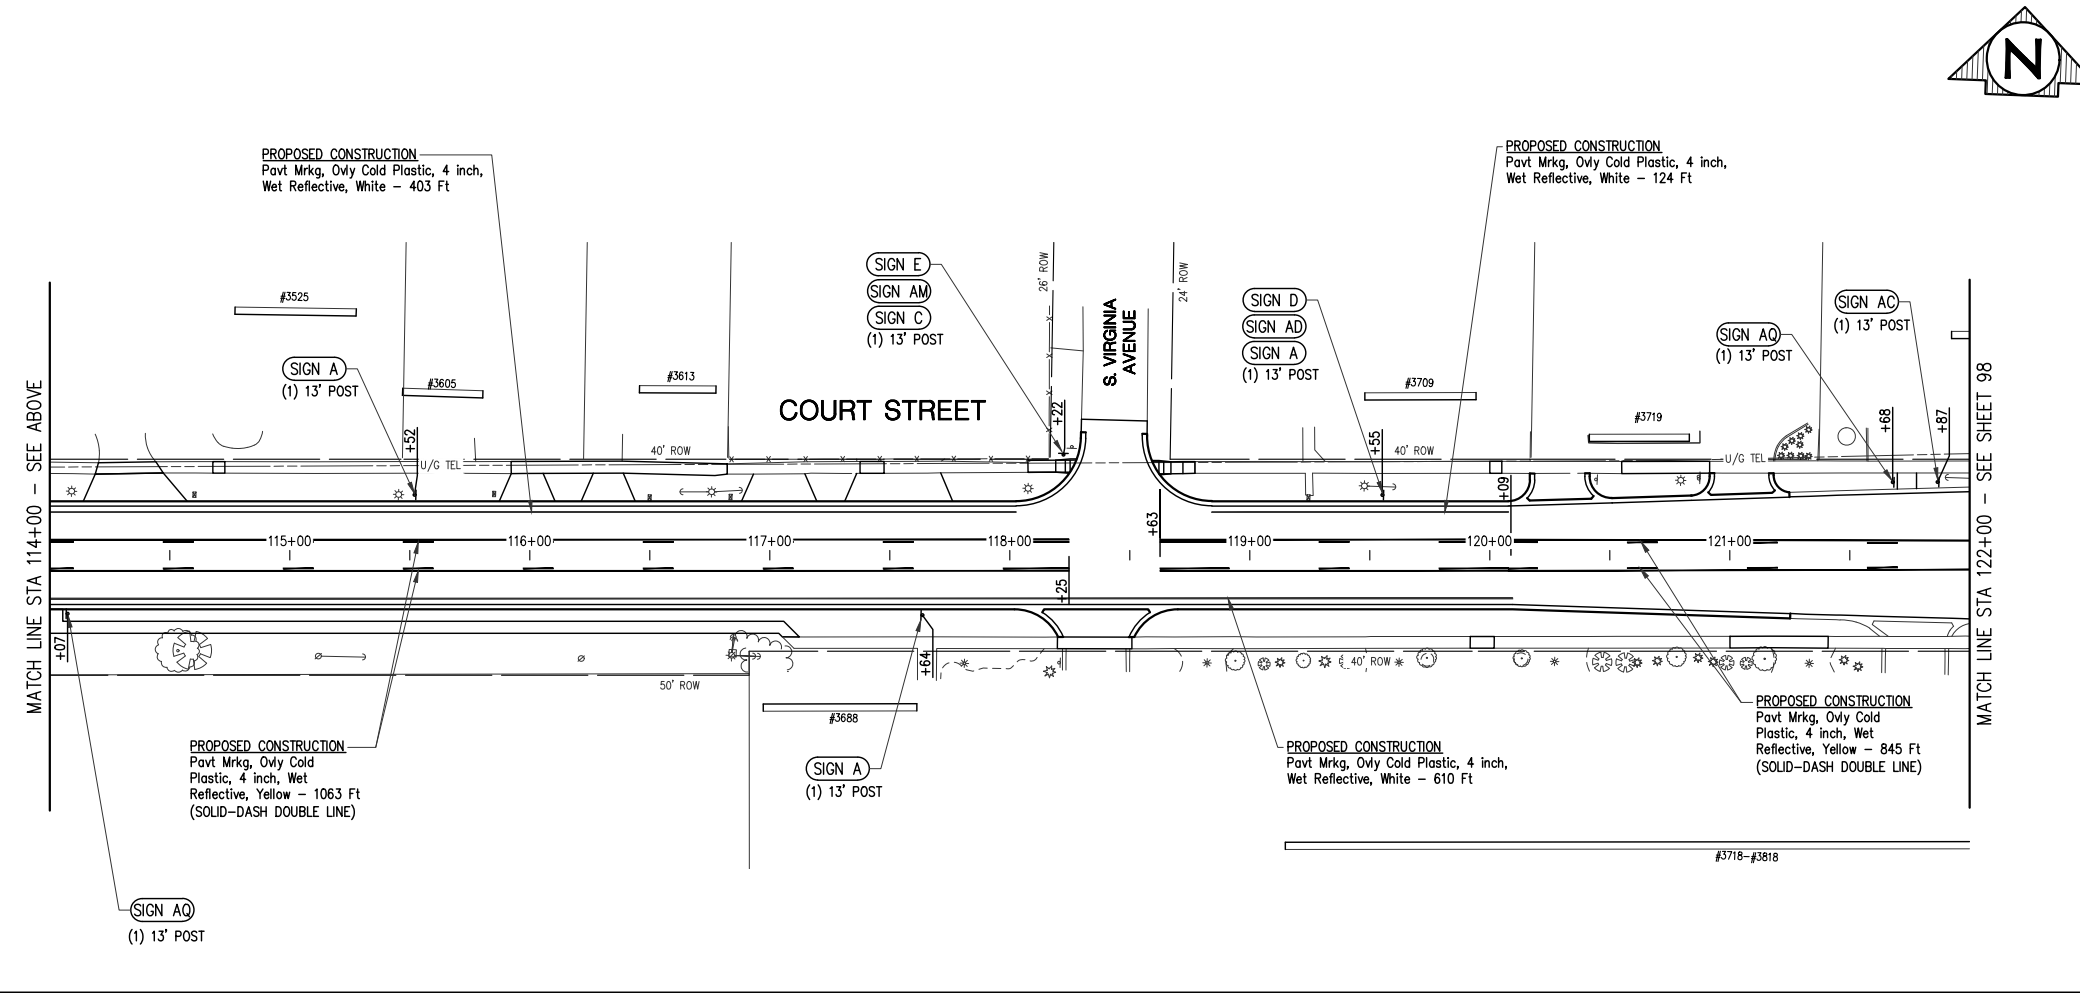 N
PROPOSED CONSTRUCTION
Pavt Mrkg, Ovly Cold Plastic, 4 inch,
Wet Reflective, White – 403 Ft
PROPOSED CONSTRUCTION
Pavt Mrkg, Ovly Cold Plastic, 4 inch,
Wet Reflective, White – 124 Ft
SIGN E
SIGN AM
SIGN C
(1) 13' POST
26' ROW
S. VIRGINIA
AVENUE
24' ROW
SIGN D
SIGN AD
SIGN A
(1) 13' POST
SIGN AC
(1) 13' POST
SIGN AQ
(1) 13' POST
#3525
SIGN A
(1) 13' POST
#3605
#3613
COURT STREET
#3709
#3719
+52
+22
+55
+68
+87
40' ROW
40' ROW
U/G TEL
U/G TEL
+09
+63
115+00
116+00
117+00
118+00
119+00
120+00
121+00
+25
MATCH LINE STA 114+00 – SEE ABOVE
MATCH LINE STA 122+00 – SEE SHEET 98
+07
+64
40' ROW
50' ROW
#3688
PROPOSED CONSTRUCTION
Pavt Mrkg, Ovly Cold
Plastic, 4 inch, Wet
Reflective, Yellow – 1063 Ft
(SOLID–DASH DOUBLE LINE)
SIGN A
(1) 13' POST
PROPOSED CONSTRUCTION
Pavt Mrkg, Ovly Cold Plastic, 4 inch,
Wet Reflective, White – 610 Ft
PROPOSED CONSTRUCTION
Pavt Mrkg, Ovly Cold
Plastic, 4 inch, Wet
Reflective, Yellow – 845 Ft
(SOLID–DASH DOUBLE LINE)
#3718–#3818
SIGN AQ
(1) 13' POST